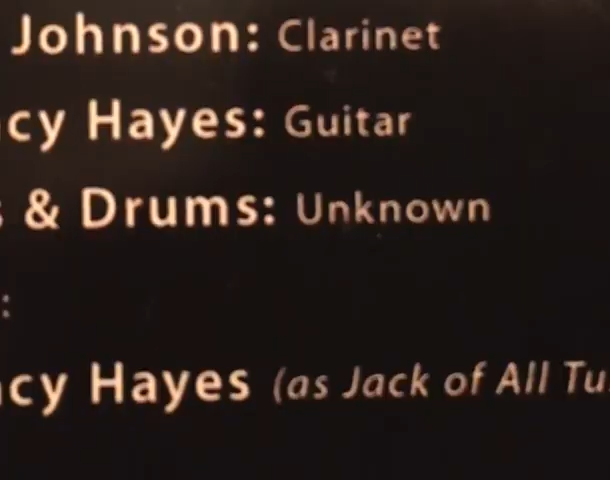 Johnson: Clarinet
cy Hayes: Guitar
& Drums: Unknown
:
cy Hayes (as Jack of All Tu